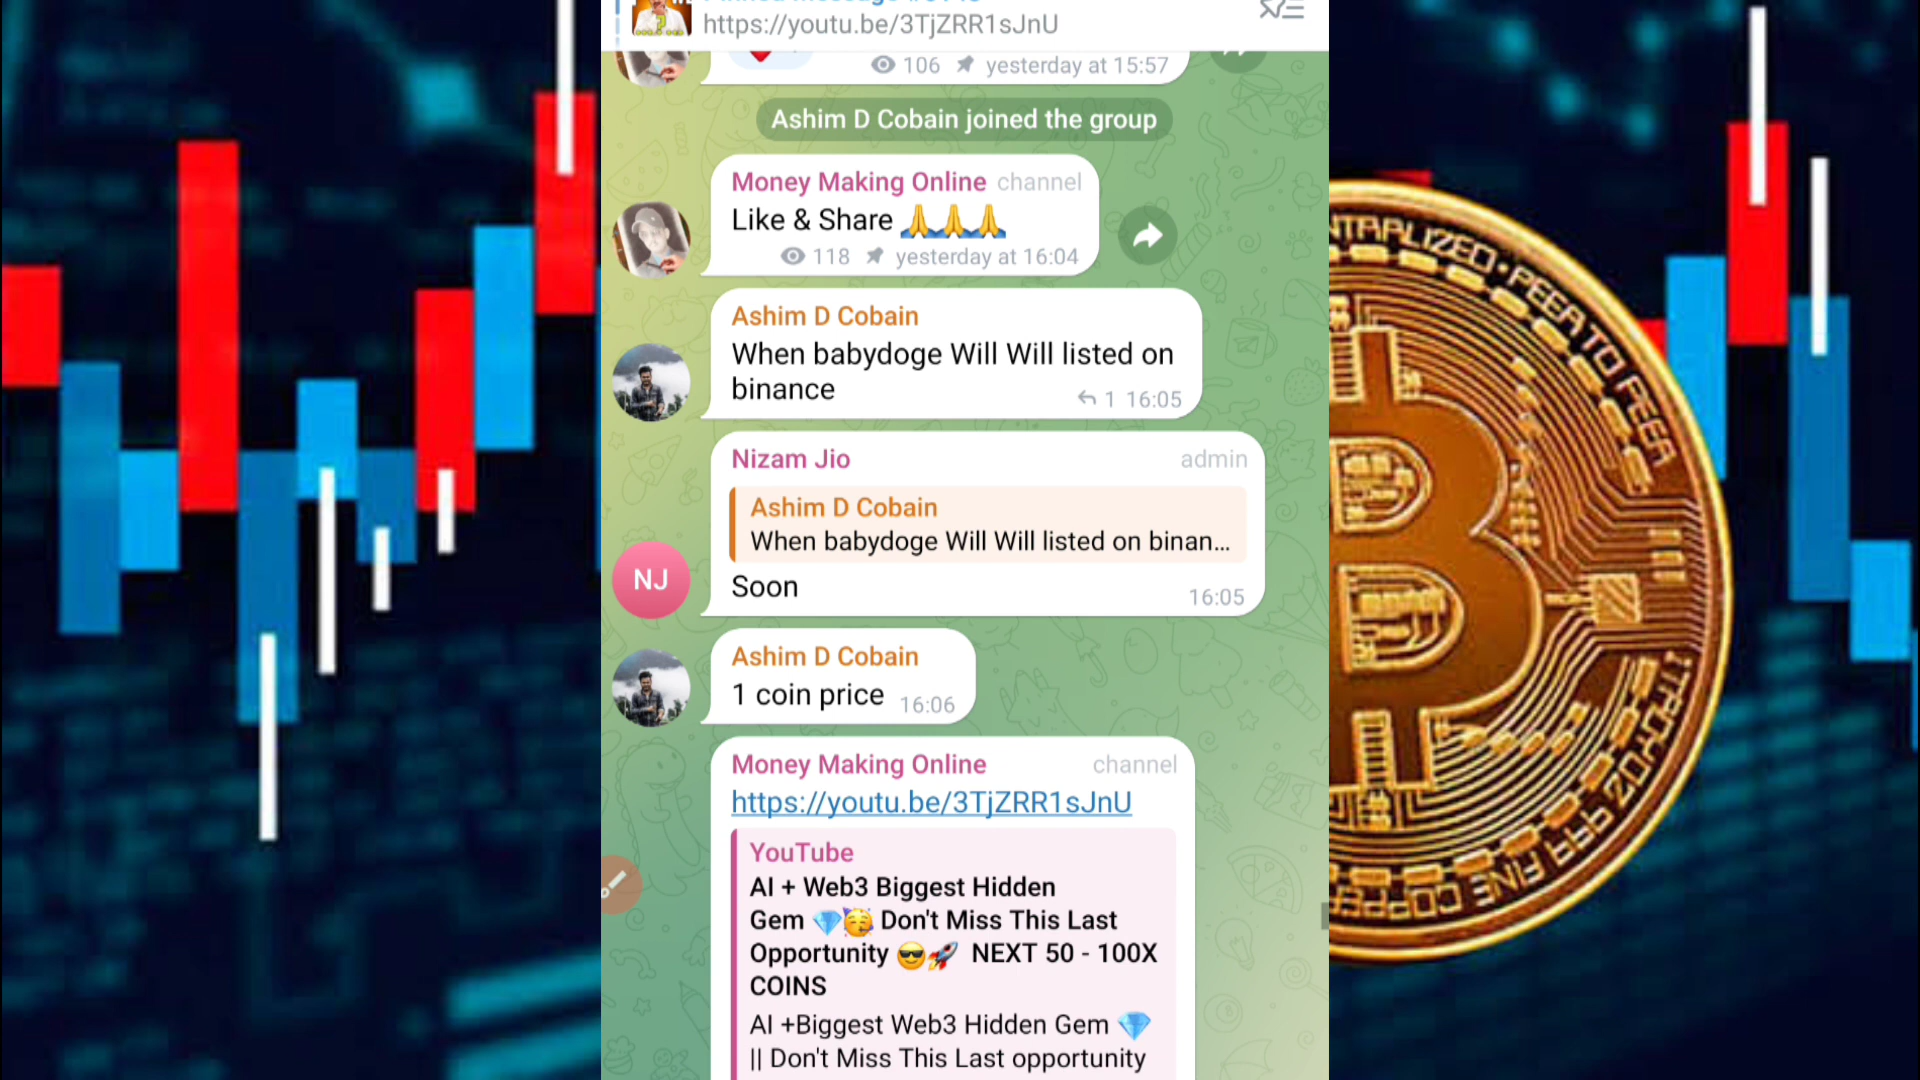 https://youtu.be/3TjZRR1sJnU
106 yesterday at 15:57
Ashim D Cobain joined the group
Money Making Online channel
Like & Share 🙏🙏🙏
118 yesterday at 16:04
Ashim D Cobain
When babydoge Will Will listed on
binance
1 16:05
Nizam Jio admin
Ashim D Cobain
When babydoge Will Will listed on binan...
NJ
Soon
16:05
Ashim D Cobain
1 coin price 16:06
Money Making Online channel
https://youtu.be/3TjZRR1sJnU
YouTube
AI + Web3 Biggest Hidden
Gem 💎🥳 Don't Miss This Last
Opportunity 😎🚀 NEXT 50 - 100X
COINS
AI +Biggest Web3 Hidden Gem 💎
|| Don't Miss This Last opportunity
NTRALIZED • PEER TO PEER